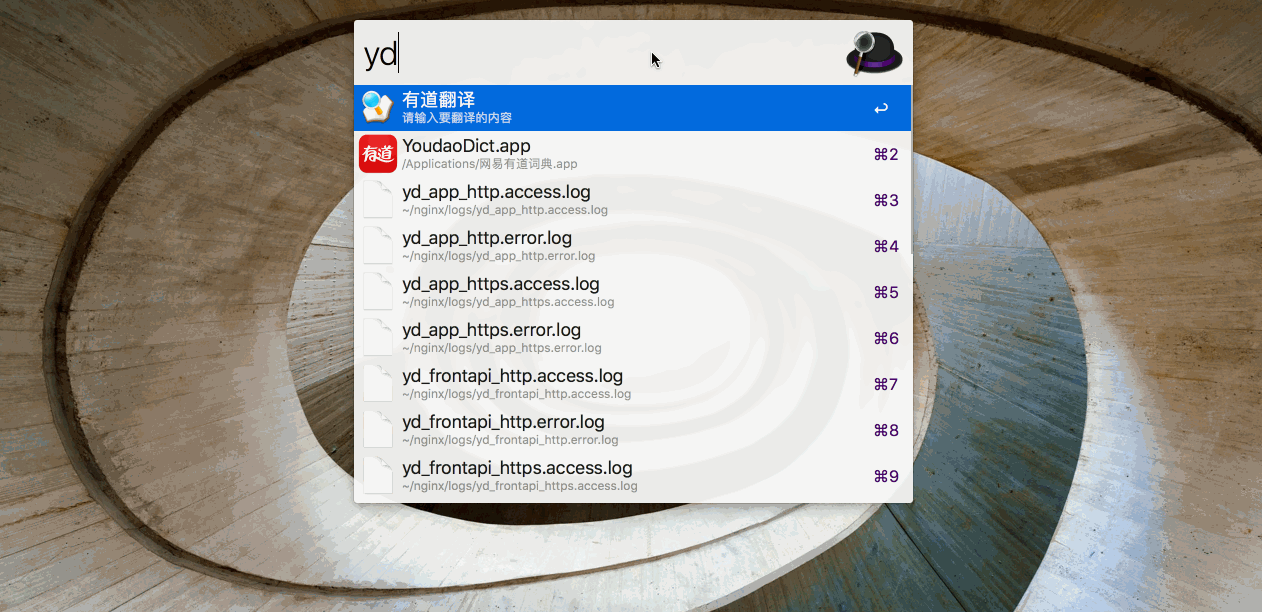 yd
有道翻译
请输入要翻译的内容
↩
有道
YoudaoDict.app
/Applications/网易有道词典.app
⌘2
yd_app_http.access.log
~/nginx/logs/yd_app_http.access.log
⌘3
yd_app_http.error.log
~/nginx/logs/yd_app_http.error.log
⌘4
yd_app_https.access.log
~/nginx/logs/yd_app_https.access.log
⌘5
yd_app_https.error.log
~/nginx/logs/yd_app_https.error.log
⌘6
yd_frontapi_http.access.log
~/nginx/logs/yd_frontapi_http.access.log
⌘7
yd_frontapi_http.error.log
~/nginx/logs/yd_frontapi_http.error.log
⌘8
yd_frontapi_https.access.log
~/nginx/logs/yd_frontapi_https.access.log
⌘9